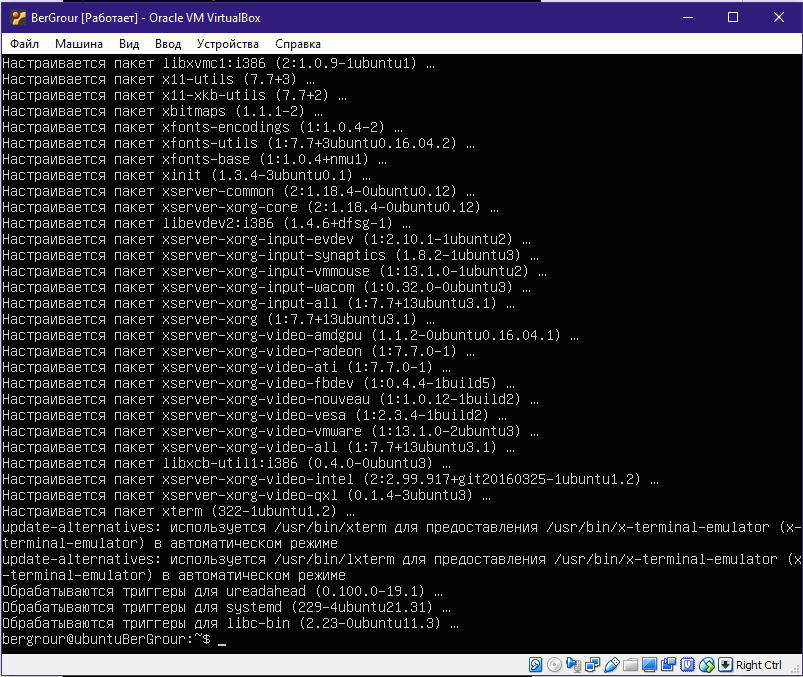 BerGrour [Работает] - Oracle VM VirtualBox
Файл Машина Вид Ввод Устройства Справка
Настраивается пакет libxvmc1:i386 (2:1.0.9-1ubuntu1) …
Настраивается пакет x11-utils (7.7+3) …
Настраивается пакет x11-xkb-utils (7.7+2) …
Настраивается пакет xbitmaps (1.1.1-2) …
Настраивается пакет xfonts-encodings (1:1.0.4-2) …
Настраивается пакет xfonts-utils (1:7.7+3ubuntu0.16.04.2) …
Настраивается пакет xfonts-base (1:1.0.4+nmu1) …
Настраивается пакет xinit (1.3.4-3ubuntu0.1) …
Настраивается пакет xserver-common (2:1.18.4-0ubuntu0.12) …
Настраивается пакет xserver-xorg-core (2:1.18.4-0ubuntu0.12) …
Настраивается пакет libevdev2:i386 (1.4.6+dfsg-1) …
Настраивается пакет xserver-xorg-input-evdev (1:2.10.1-1ubuntu2) …
Настраивается пакет xserver-xorg-input-synaptics (1.8.2-1ubuntu3) …
Настраивается пакет xserver-xorg-input-vmmouse (1:13.1.0-1ubuntu2) …
Настраивается пакет xserver-xorg-input-wacom (1:0.32.0-0ubuntu3) …
Настраивается пакет xserver-xorg-input-all (1:7.7+13ubuntu3.1) …
Настраивается пакет xserver-xorg (1:7.7+13ubuntu3.1) …
Настраивается пакет xserver-xorg-video-amdgpu (1.1.2-0ubuntu0.16.04.1) …
Настраивается пакет xserver-xorg-video-radeon (1:7.7.0-1) …
Настраивается пакет xserver-xorg-video-ati (1:7.7.0-1) …
Настраивается пакет xserver-xorg-video-fbdev (1:0.4.4-1build5) …
Настраивается пакет xserver-xorg-video-nouveau (1:1.0.12-1build2) …
Настраивается пакет xserver-xorg-video-vesa (1:2.3.4-1build2) …
Настраивается пакет xserver-xorg-video-vmware (1:13.1.0-2ubuntu3) …
Настраивается пакет xserver-xorg-video-all (1:7.7+13ubuntu3.1) …
Настраивается пакет libxcb-util1:i386 (0.4.0-0ubuntu3) …
Настраивается пакет xserver-xorg-video-intel (2:2.99.917+git20160325-1ubuntu1.2) …
Настраивается пакет xserver-xorg-video-qxl (0.1.4-3ubuntu3) …
Настраивается пакет xterm (322-1ubuntu1.2) …
update-alternatives: используется /usr/bin/xterm для предоставления /usr/bin/x-terminal-emulator (x-
terminal-emulator) в автоматическом режиме
update-alternatives: используется /usr/bin/lxterm для предоставления /usr/bin/x-terminal-emulator (x
-terminal-emulator) в автоматическом режиме
Обрабатываются триггеры для ureadahead (0.100.0-19.1) …
Обрабатываются триггеры для systemd (229-4ubuntu21.31) …
Обрабатываются триггеры для libc-bin (2.23-0ubuntu11.3) …
bergrour@ubuntuBerGrour:~$ _
Right Ctrl